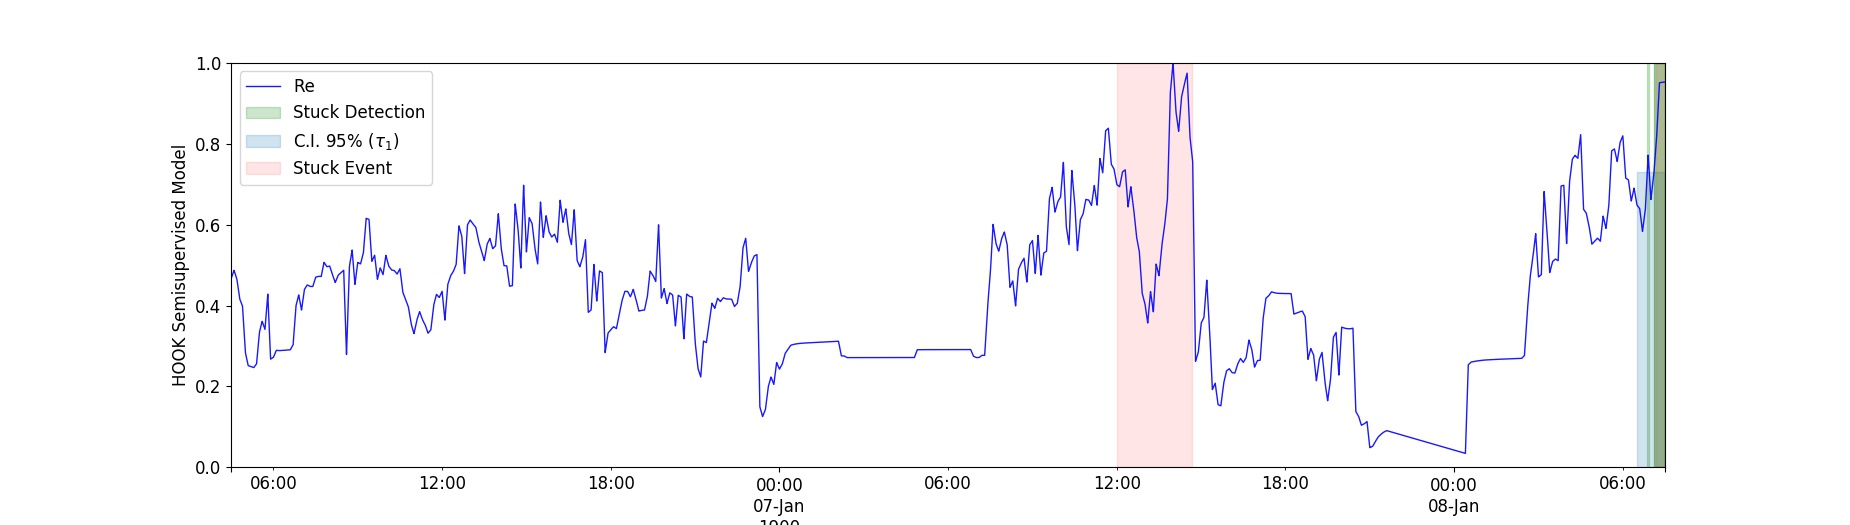 1.0
0.8
0.6
0.4
0.2
0.0
HOOK Semisupervised Model
Re
Stuck Detection
C.I. 95% (τ₁)
Stuck Event
06:00 12:00 18:00 00:00 06:00 12:00 18:00 00:00 06:00
07-Jan 08-Jan
1900